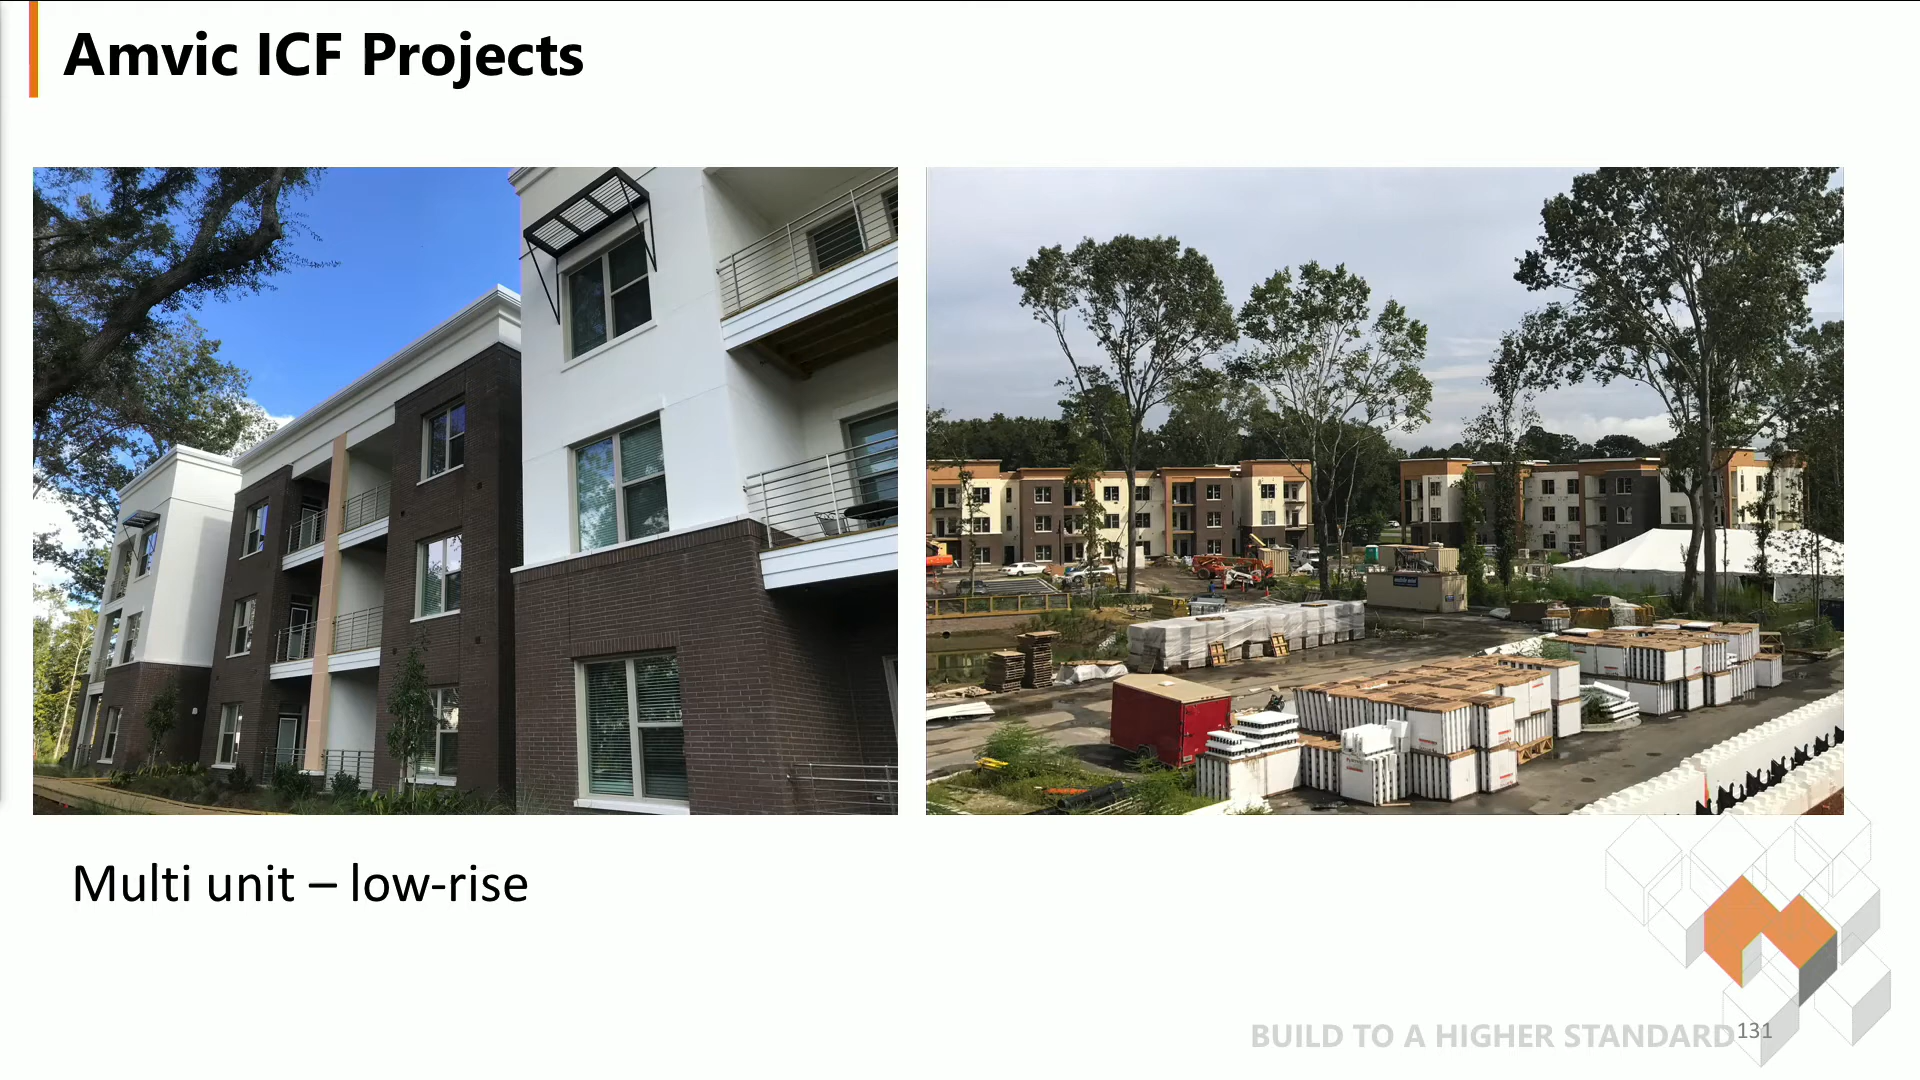 Amvic ICF Projects
Multi unit – low-rise
BUILD TO A HIGHER STANDARD
131